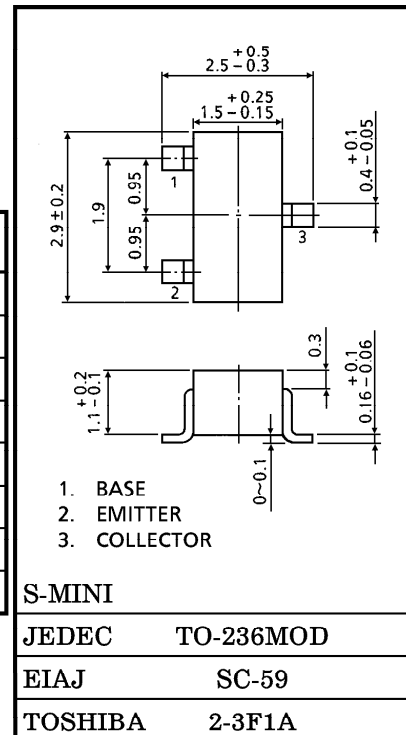 +0.5
2.5 −0.3
+0.25
1.5 −0.15
2.9±0.2
1.9
0.95
0.95
1
2
3
+0.1
0.4 −0.05
+0.2
1.1 −0.1
0.3
+0.1
0.16 −0.06
0~0.1
1. BASE
2. EMITTER
3. COLLECTOR
S-MINI
JEDEC TO-236MOD
EIAJ SC-59
TOSHIBA 2-3F1A